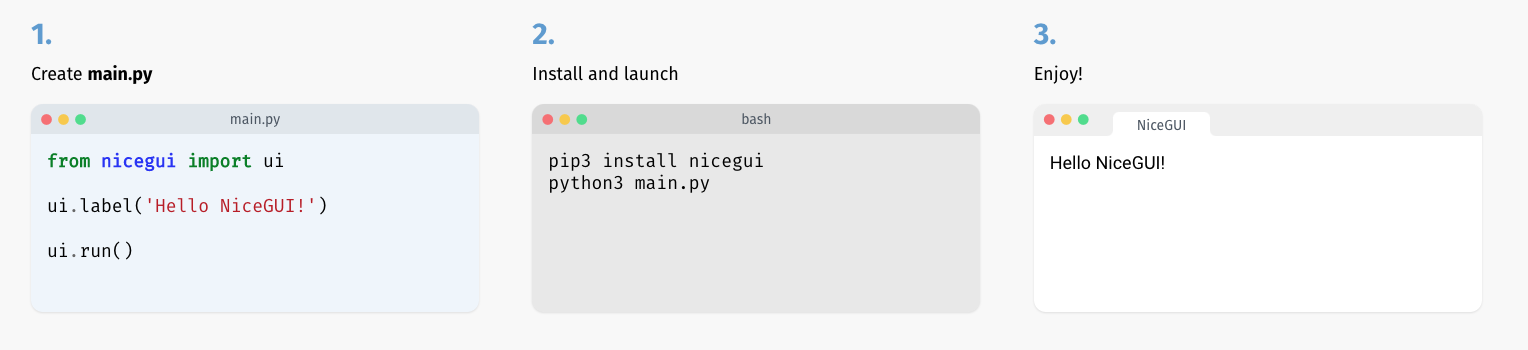 1.
Create main.py
main.py
from nicegui import ui
ui.label('Hello NiceGUI!')
ui.run()
2.
Install and launch
bash
pip3 install nicegui
python3 main.py
3.
Enjoy!
NiceGUI
Hello NiceGUI!